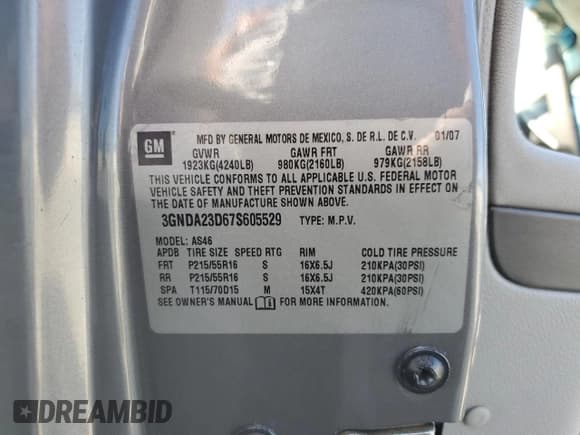 GM
MFD BY GENERAL MOTORS DE MEXICO, S. DE R.L. DE C.V. 01/07
GVWR GAWR FRT GAWR RR
1923KG(4240LB) 980KG(2160LB) 979KG(2158LB)
THIS VEHICLE CONFORMS TO ALL APPLICABLE U.S. FEDERAL MOTOR
VEHICLE SAFETY AND THEFT PREVENTION STANDARDS IN EFFECT ON
THE DATE OF MANUFACTURE SHOWN ABOVE.
3GNDA23D67S605529 TYPE: M.P.V.
MODEL: AS46
APDB TIRE SIZE SPEED RTG RIM COLD TIRE PRESSURE
FRT P215/55R16 S 16X6.5J 210KPA(30PSI)
RR P215/55R16 S 16X6.5J 210KPA(30PSI)
SPA T115/70D15 M 15X4T 420KPA(60PSI)
SEE OWNER'S MANUAL FOR MORE INFORMATION.
DREAMBID